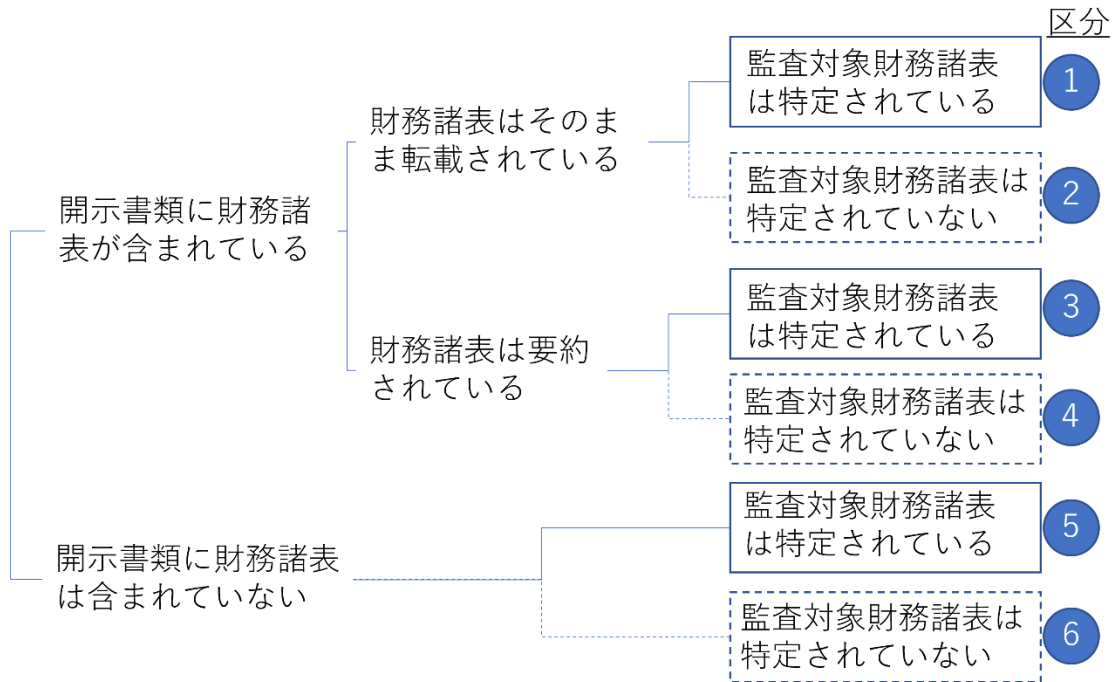 区分
監査対象財務諸表
は特定されている
1
財務諸表はそのま
ま転載されている
監査対象財務諸表は
特定されていない
2
開示書類に財務諸
表が含まれている
監査対象財務諸表
は特定されている
3
財務諸表は要約
されている
監査対象財務諸表は
特定されていない
4
監査対象財務諸表
は特定されている
5
開示書類に財務諸表
は含まれていない
監査対象財務諸表は
特定されていない
6